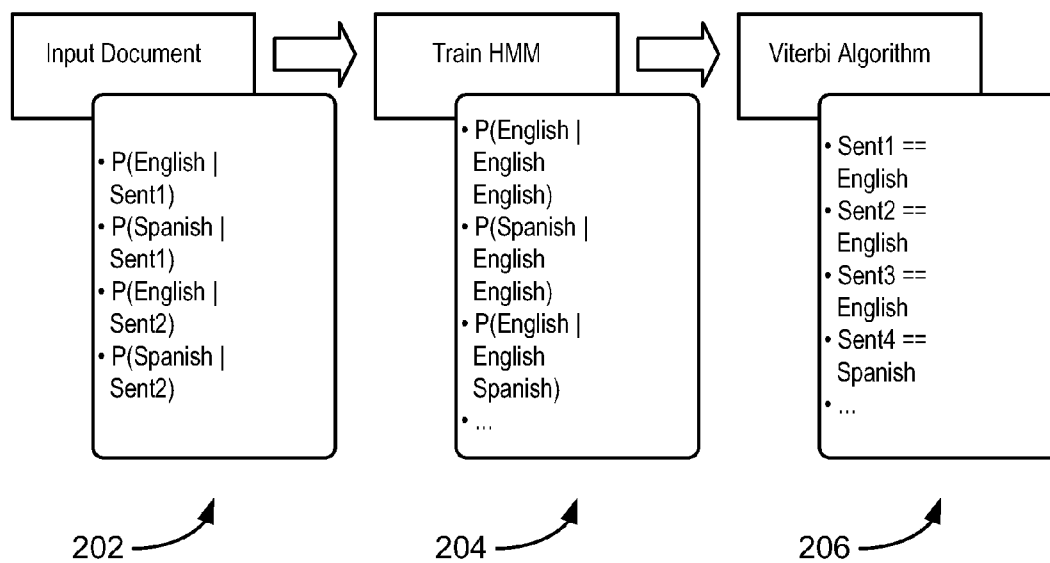 Input Document
• P(English |
Sent1)
• P(Spanish |
Sent1)
• P(English |
Sent2)
• P(Spanish |
Sent2)
202
Train HMM
• P(English |
English
English)
• P(Spanish |
English
English)
• P(English |
English
Spanish)
• ...
204
Viterbi Algorithm
• Sent1 ==
English
• Sent2 ==
English
• Sent3 ==
English
• Sent4 ==
Spanish
• ...
206